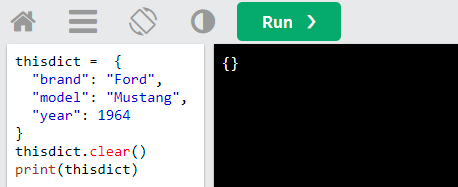 Run ❯
thisdict =  {
  "brand": "Ford",
  "model": "Mustang",
  "year": 1964
}
thisdict.clear()
print(thisdict)
{}